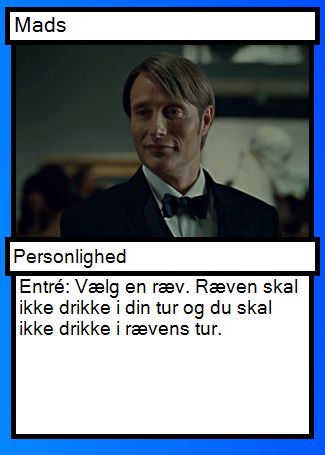 Mads
Personlighed
Entré: Vælg en ræv. Ræven skal
ikke drikke i din tur og du skal
ikke drikke i rævens tur.